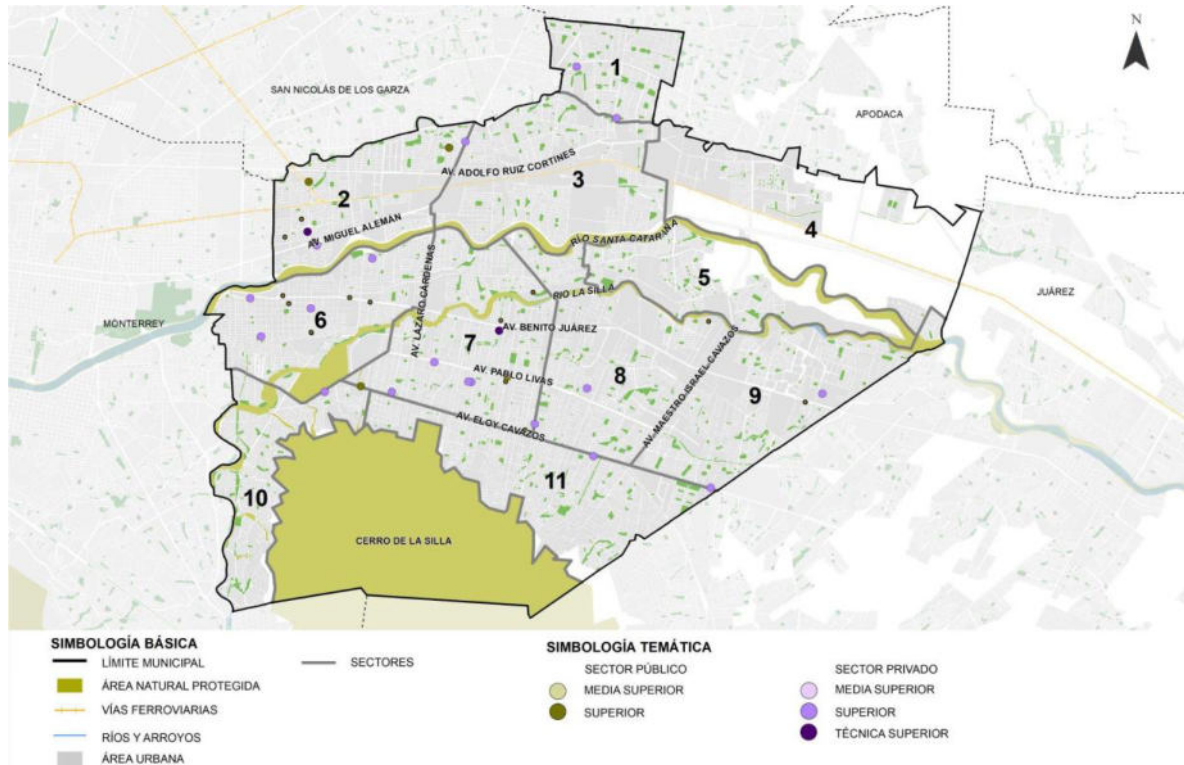 N
1
SAN NICOLÁS DE LOS GARZA
APODACA
AV. ADOLFO RUIZ CORTINES
2
3
AV. MIGUEL ALEMÁN
4
RÍO SANTA CATARINA
5
JUÁREZ
AV. LÁZARO CÁRDENAS
RIO LA SILLA
MONTERREY
6
AV. BENITO JUÁREZ
7
AV. PABLO LIVAS
8
AV. MAESTRO ISRAEL CAVAZOS
9
AV. ELOY CAVAZOS
10
11
CERRO DE LA SILLA
SIMBOLOGÍA BÁSICA
LÍMITE MUNICIPAL
SECTORES
ÁREA NATURAL PROTEGIDA
VÍAS FERROVIARIAS
RÍOS Y ARROYOS
ÁREA URBANA
SIMBOLOGÍA TEMÁTICA
SECTOR PÚBLICO
MEDIA SUPERIOR
SUPERIOR
SECTOR PRIVADO
MEDIA SUPERIOR
SUPERIOR
TÉCNICA SUPERIOR